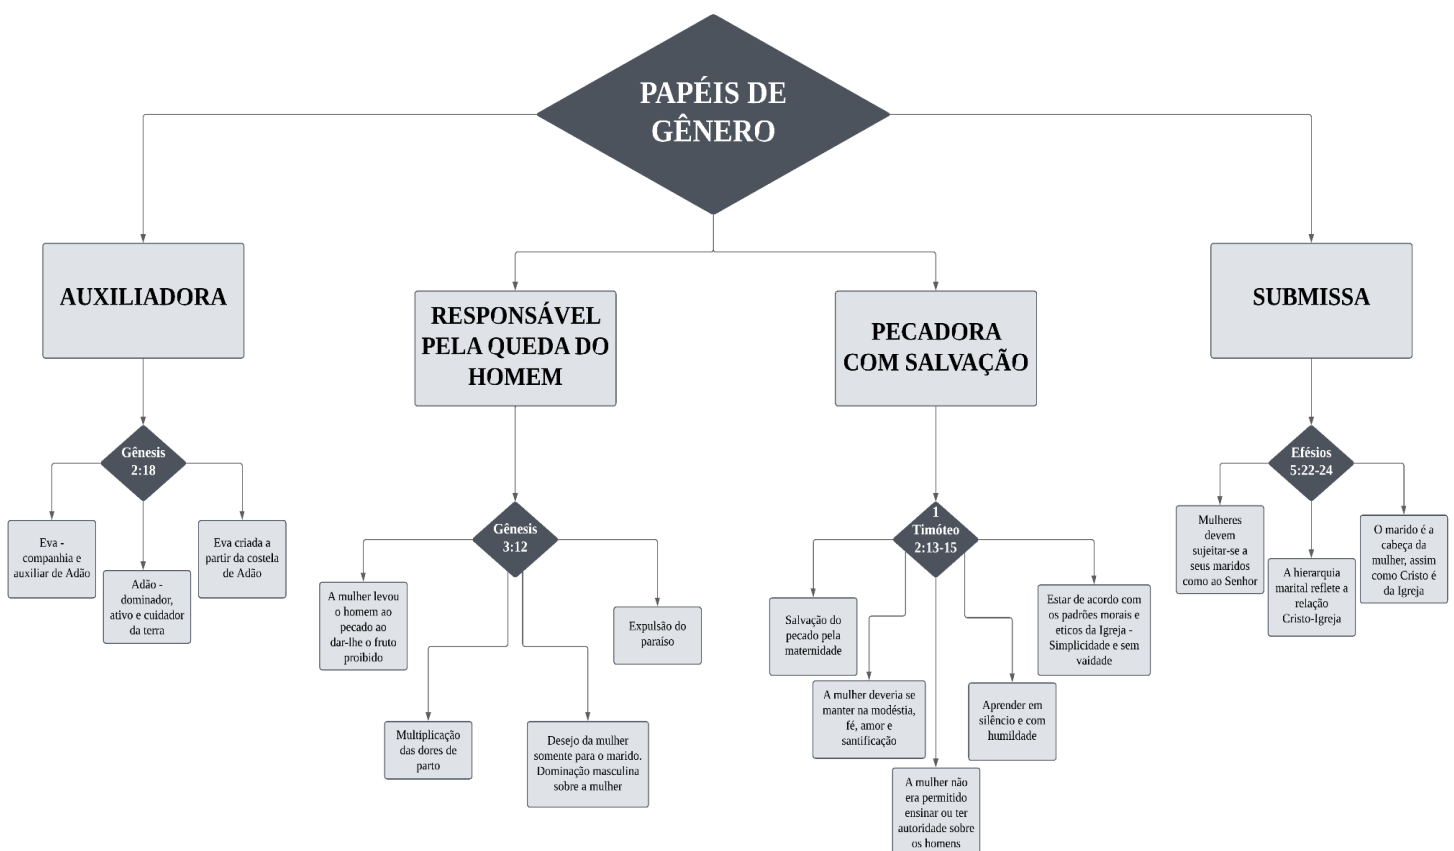 PAPÉIS DE
GÊNERO
AUXILIADORA
RESPONSÁVEL
PELA QUEDA DO
HOMEM
PECADORA
COM SALVAÇÃO
SUBMISSA
Gênesis
2:18
Eva -
companhia e
auxiliar de Adão
Adão -
dominador,
ativo e cuidador
da terra
Eva criada a
partir da costela
de Adão
Gênesis
3:12
A mulher levou
o homem ao
pecado ao
dar-lhe o fruto
proibido
Multiplicação
das dores de
parto
Desejo da mulher
somente para o marido.
Dominação masculina
sobre a mulher
Expulsão do
paraíso
1
Timóteo
2:13-15
Salvação do
pecado pela
maternidade
A mulher deveria se
manter na modéstia,
fé, amor e
santificação
A mulher não
era permitido
ensinar ou ter
autoridade sobre
os homens
Aprender em
silêncio e com
humildade
Estar de acordo com
os padrões morais e
eticos da Igreja -
Simplicidade e sem
vaidade
Efésios
5:22-24
Mulheres
devem
sujeitar-se a
seus maridos
como ao Senhor
A hierarquia
marital reflete a
relação
Cristo-Igreja
O marido é a
cabeça da
mulher, assim
como Cristo é
da Igreja